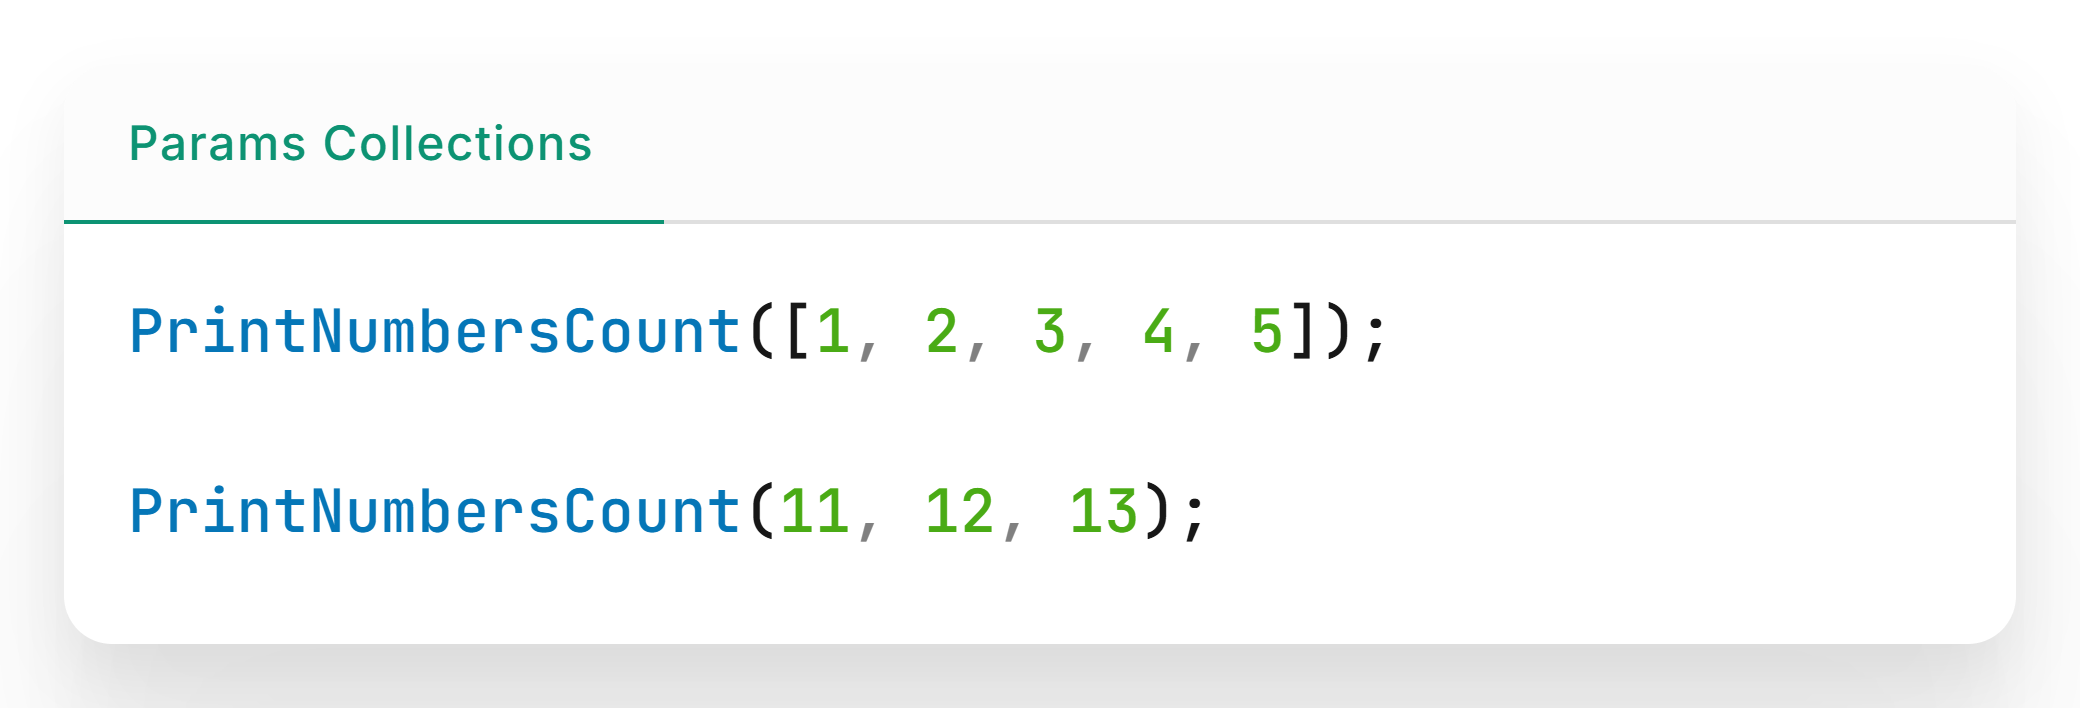 Params Collections
PrintNumbersCount([1, 2, 3, 4, 5]);
PrintNumbersCount(11, 12, 13);